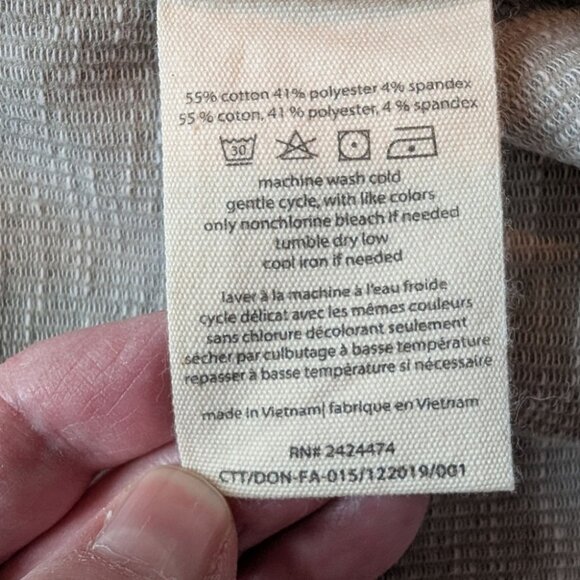 55% cotton 41% polyester 4% spandex
55 % coton, 41 % polyester, 4 % spandex
30
machine wash cold
gentle cycle, with like colors
only nonchlorine bleach if needed
tumble dry low
cool iron if needed
laver à la machine à l'eau froide
cycle délicat avec les mêmes couleurs
sans chlorure décolorant seulement
sécher par culbutage à basse température
repasser à basse température si nécessaire
made in Vietnam| fabrique en Vietnam
RN# 2424474
CTT/DON-FA-015/122019/001